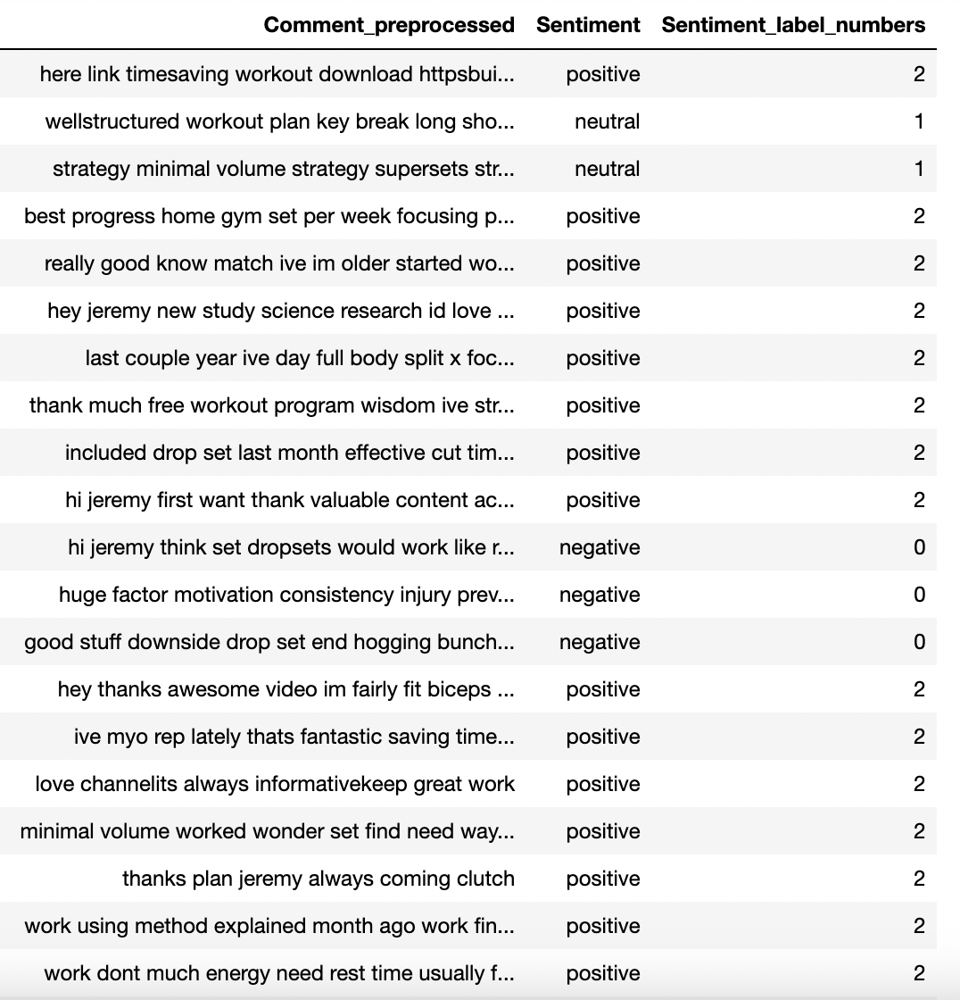 Comment_preprocessed Sentiment Sentiment_label_numbers
here link timesaving workout download httpsbui... positive 2
wellstructured workout plan key break long sho... neutral 1
strategy minimal volume strategy supersets str... neutral 1
best progress home gym set per week focusing p... positive 2
really good know match ive im older started wo... positive 2
hey jeremy new study science research id love ... positive 2
last couple year ive day full body split x foc... positive 2
thank much free workout program wisdom ive str... positive 2
included drop set last month effective cut tim... positive 2
hi jeremy first want thank valuable content ac... positive 2
hi jeremy think set dropsets would work like r... negative 0
huge factor motivation consistency injury prev... negative 0
good stuff downside drop set end hogging bunch... negative 0
hey thanks awesome video im fairly fit biceps ... positive 2
ive myo rep lately thats fantastic saving time... positive 2
love channelits always informativekeep great work positive 2
minimal volume worked wonder set find need way... positive 2
thanks plan jeremy always coming clutch positive 2
work using method explained month ago work fin... positive 2
work dont much energy need rest time usually f... positive 2